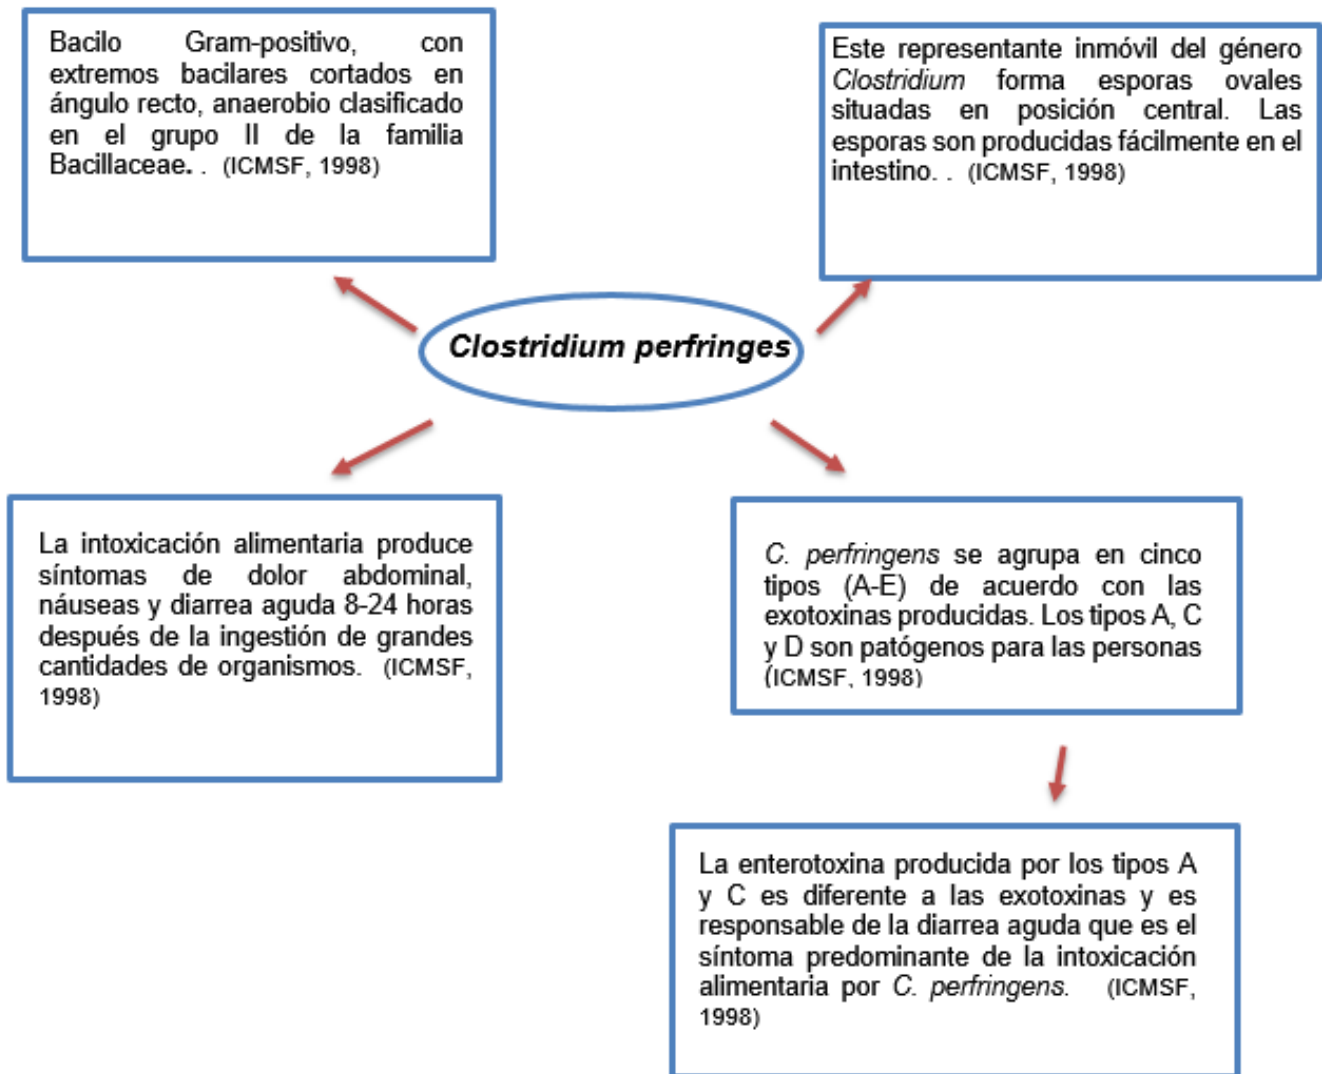 Bacilo Gram-positivo, con
extremos bacilares cortados en
ángulo recto, anaerobio clasificado
en el grupo II de la familia
Bacillaceae. . (ICMSF, 1998)
Este representante inmóvil del género
Clostridium forma esporas ovales
situadas en posición central. Las
esporas son producidas fácilmente en el
intestino. . (ICMSF, 1998)
Clostridium perfringes
La intoxicación alimentaria produce
síntomas de dolor abdominal,
náuseas y diarrea aguda 8-24 horas
después de la ingestión de grandes
cantidades de organismos. (ICMSF,
1998)
C. perfringens se agrupa en cinco
tipos (A-E) de acuerdo con las
exotoxinas producidas. Los tipos A, C
y D son patógenos para las personas
(ICMSF, 1998)
La enterotoxina producida por los tipos A
y C es diferente a las exotoxinas y es
responsable de la diarrea aguda que es el
síntoma predominante de la intoxicación
alimentaria por C. perfringens. (ICMSF,
1998)